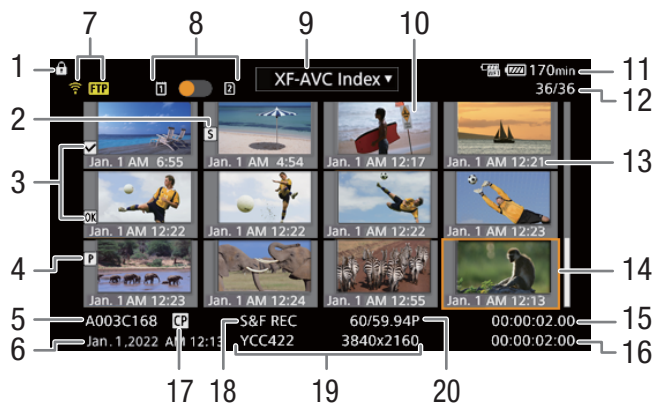 7 8 9 10
1 11
FTP 1 2 XF-AVC Index ▾ 170min
36/36 12
2 S
Jan. 1 AM 6:55 Jan. 1 AM 4:54 Jan. 1 AM 12:17 Jan. 1 AM 12:21 13
3
OK
Jan. 1 AM 12:22 Jan. 1 AM 12:22 Jan. 1 AM 12:22 Jan. 1 AM 12:23
4 P 14
Jan. 1 AM 12:23 Jan. 1 AM 12:24 Jan. 1 AM 12:55 Jan. 1 AM 12:13
5 A003C168 CP S&F REC 60/59.94P 00:00:02.00 15
6 Jan. 1,2022 AM 12:13 YCC422 3840x2160 00:00:02:00 16
17 18 19 20